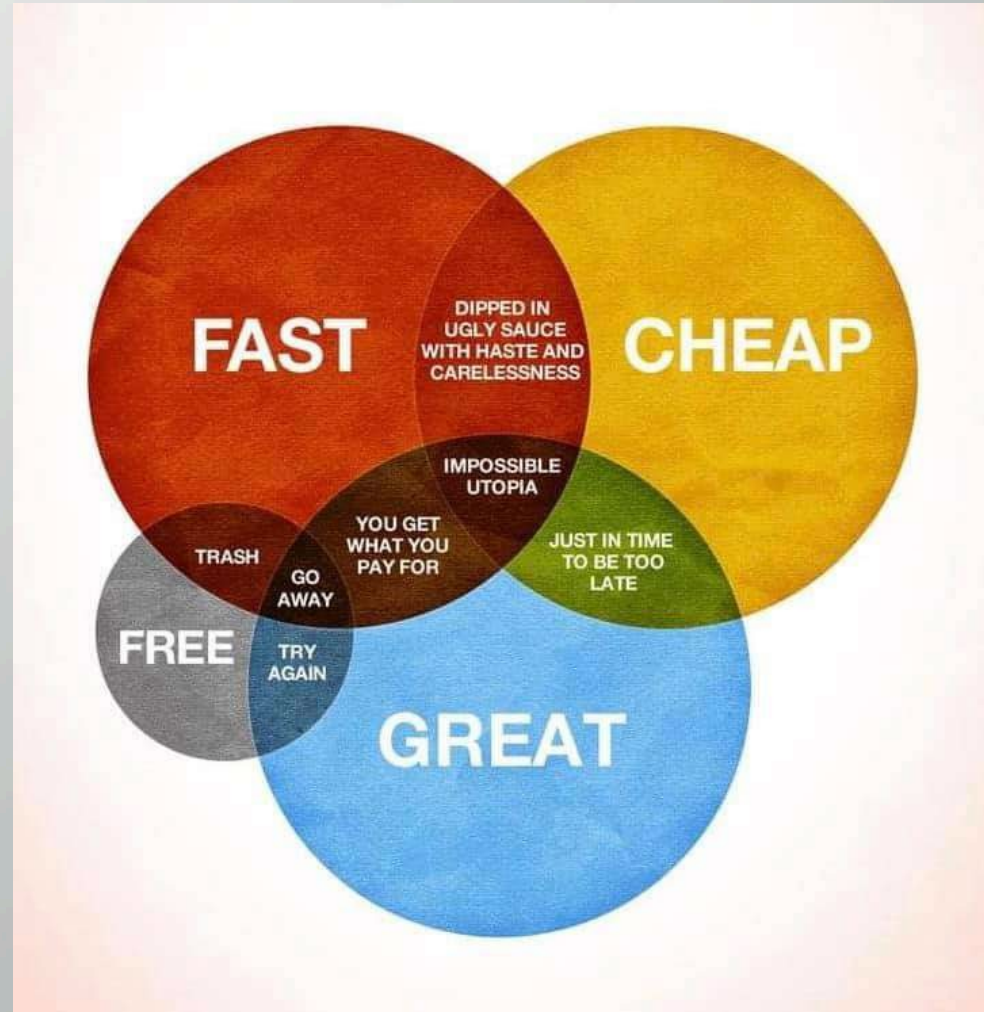 FAST
DIPPED IN
UGLY SAUCE
WITH HASTE AND
CARELESSNESS
CHEAP
IMPOSSIBLE
UTOPIA
YOU GET
WHAT YOU
PAY FOR
JUST IN TIME
TO BE TOO
LATE
TRASH
GO
AWAY
FREE
TRY
AGAIN
GREAT